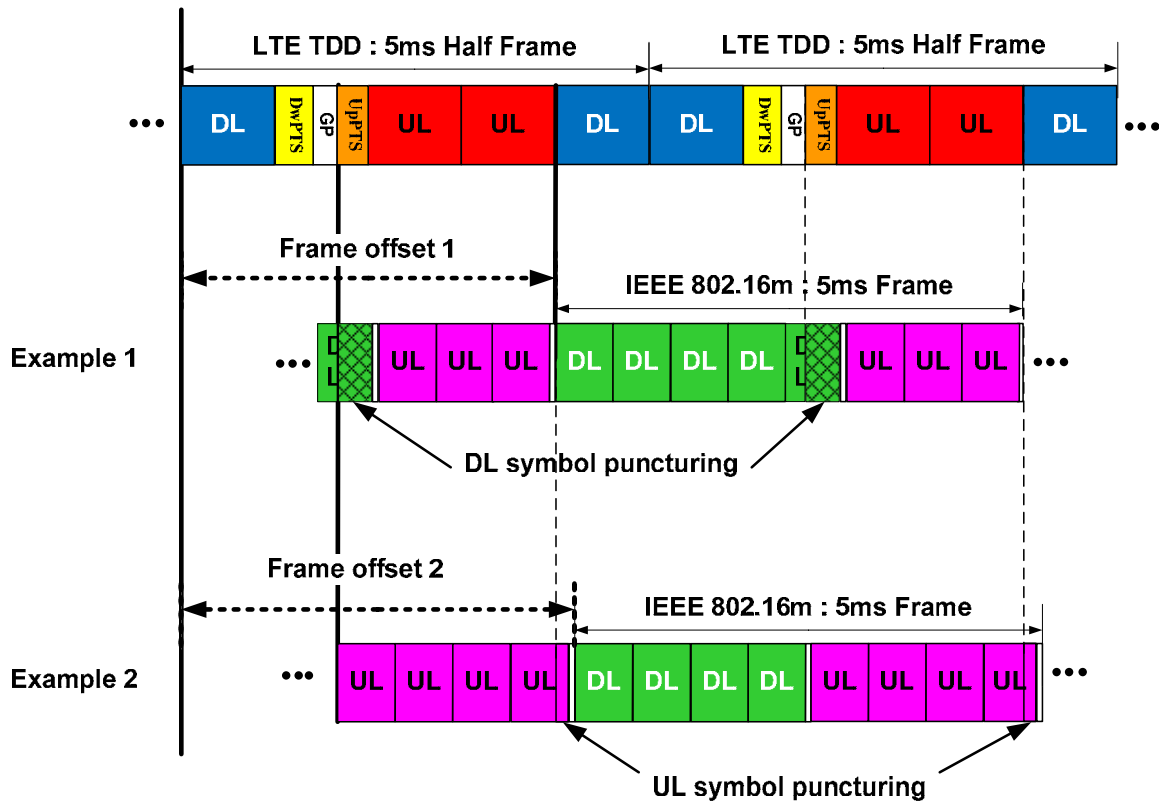 LTE TDD : 5ms Half Frame LTE TDD : 5ms Half Frame
••• DL DwPTS GP UpPTS UL UL DL DL DwPTS GP UpPTS UL UL DL •••
Frame offset 1
IEEE 802.16m : 5ms Frame
Example 1 ••• DL UL UL UL DL DL DL DL DL UL UL UL •••
DL symbol puncturing
Frame offset 2
IEEE 802.16m : 5ms Frame
Example 2 ••• UL UL UL UL DL DL DL DL UL UL UL UL •••
UL symbol puncturing